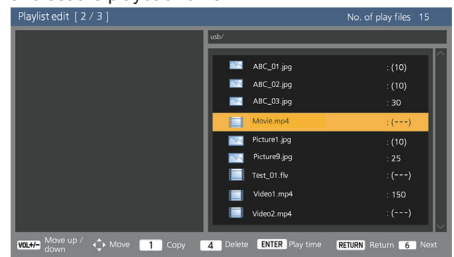 Playlist edit [ 2 / 3 ] No. of play files 15
usb/
ABC_01.jpg : (10)
ABC_02.jpg : (10)
ABC_03.jpg : 30
Movie.mp4 : (---)
Picture1.jpg : (10)
Picture9.jpg : 25
Test_01.flv : (---)
Video1.mp4 : 150
Video2.mp4 : (---)
VOL+/- Move up / down Move 1 Copy 4 Delete ENTER Play time RETURN Return 6 Next